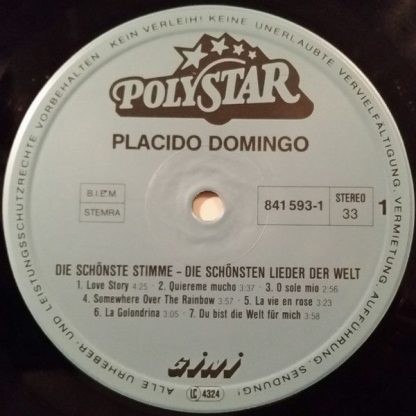 KEIN VERLEIH! KEINE UNERLAUBTE VERVIELFÄLTIGUNG, VERMIETUNG, AUFFÜHRUNG, SENDUNG!
ALLE URHEBER- UND LEISTUNGSSCHUTZRECHTE VORBEHALTEN
POLYSTAR
PLACIDO DOMINGO
B.I.E.M
STEMRA
841 593-1
STEREO
33
1
DIE SCHÖNSTE STIMME – DIE SCHÖNSTEN LIEDER DER WELT
1. Love Story 4:25 2. Quiereme mucho 3:37 3. O sole mio 2:56
4. Somewhere Over The Rainbow 3:57 5. La vie en rose 3:23
6. La Golondrina 3:05 7. Du bist die Welt für mich 3:58
LC 4324